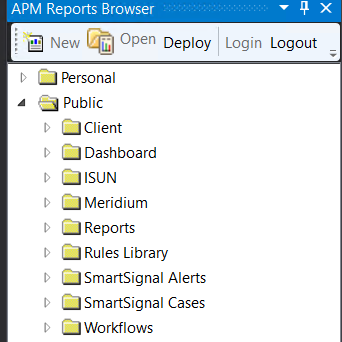 APM Reports Browser
New Open Deploy Login Logout
Personal
Public
Client
Dashboard
ISUN
Meridium
Reports
Rules Library
SmartSignal Alerts
SmartSignal Cases
Workflows